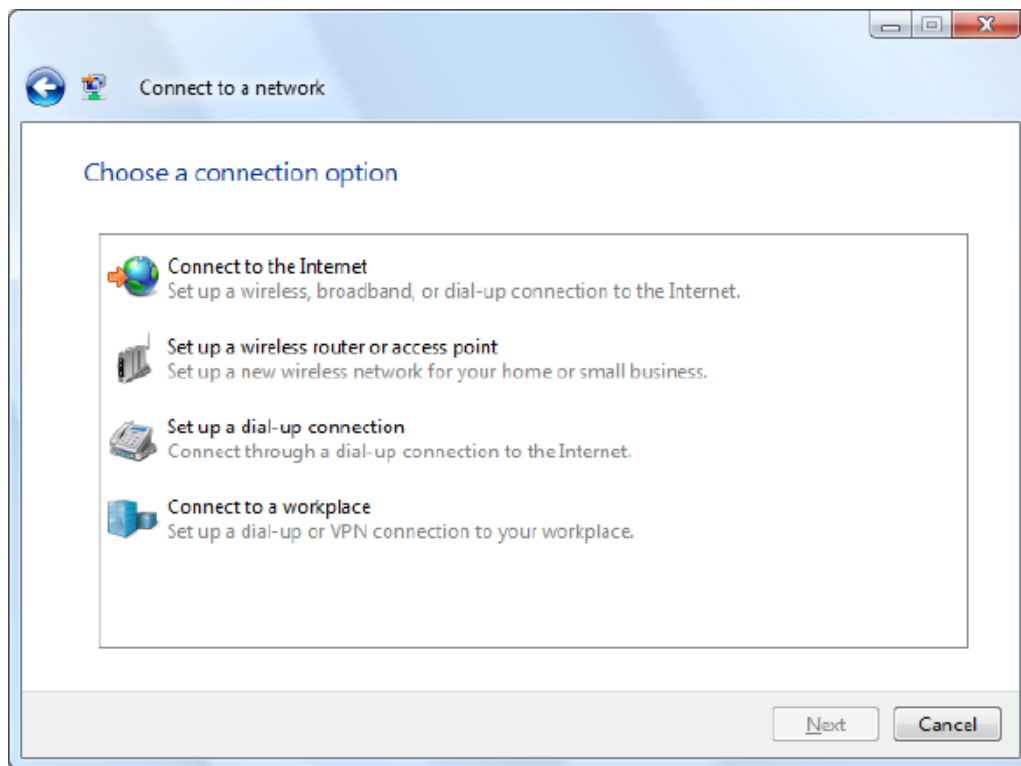 Connect to a network
Choose a connection option
Connect to the Internet
Set up a wireless, broadband, or dial-up connection to the Internet.
Set up a wireless router or access point
Set up a new wireless network for your home or small business.
Set up a dial-up connection
Connect through a dial-up connection to the Internet.
Connect to a workplace
Set up a dial-up or VPN connection to your workplace.
Next Cancel